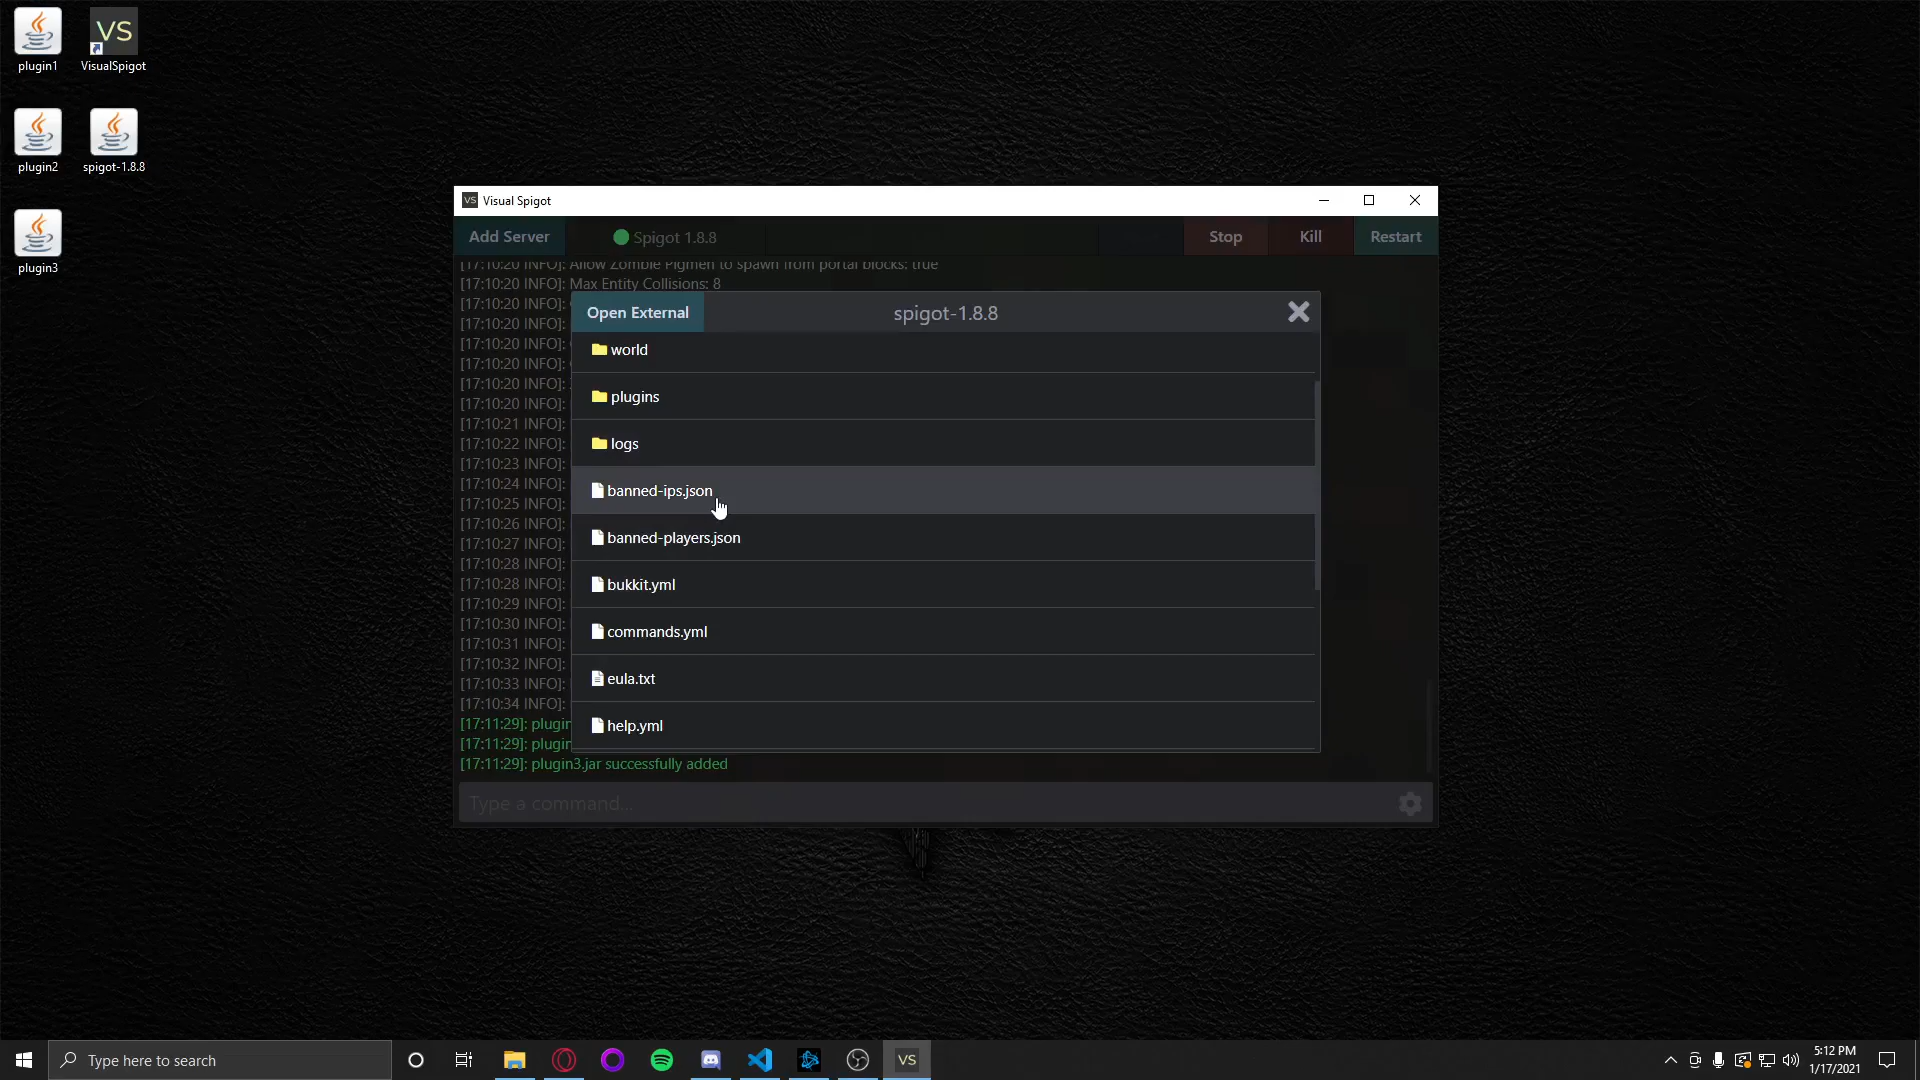 plugin1
VS
VisualSpigot
plugin2
spigot-1.8.8
plugin3
VS Visual Spigot
Add Server
Spigot 1.8.8
Stop
Kill
Restart
[17:10:20 INFO]: Allow Zombie Pigmen to spawn from portal blocks: true
[17:10:20 INFO]: Max Entity Collisions: 8
[17:10:20 INFO]:
[17:10:20 INFO]:
[17:10:20 INFO]:
[17:10:20 INFO]:
[17:10:20 INFO]:
[17:10:20 INFO]:
[17:10:21 INFO]:
[17:10:22 INFO]:
[17:10:23 INFO]:
[17:10:24 INFO]:
[17:10:25 INFO]:
[17:10:26 INFO]:
[17:10:27 INFO]:
[17:10:28 INFO]:
[17:10:28 INFO]:
[17:10:29 INFO]:
[17:10:30 INFO]:
[17:10:31 INFO]:
[17:10:32 INFO]:
[17:10:33 INFO]:
[17:10:34 INFO]:
[17:11:29]: plugin
[17:11:29]: plugin
[17:11:29]: plugin3.jar successfully added
Open External
spigot-1.8.8
world
plugins
logs
banned-ips.json
banned-players.json
bukkit.yml
commands.yml
eula.txt
help.yml
Type a command...
Type here to search
VS
5:12 PM
1/17/2021